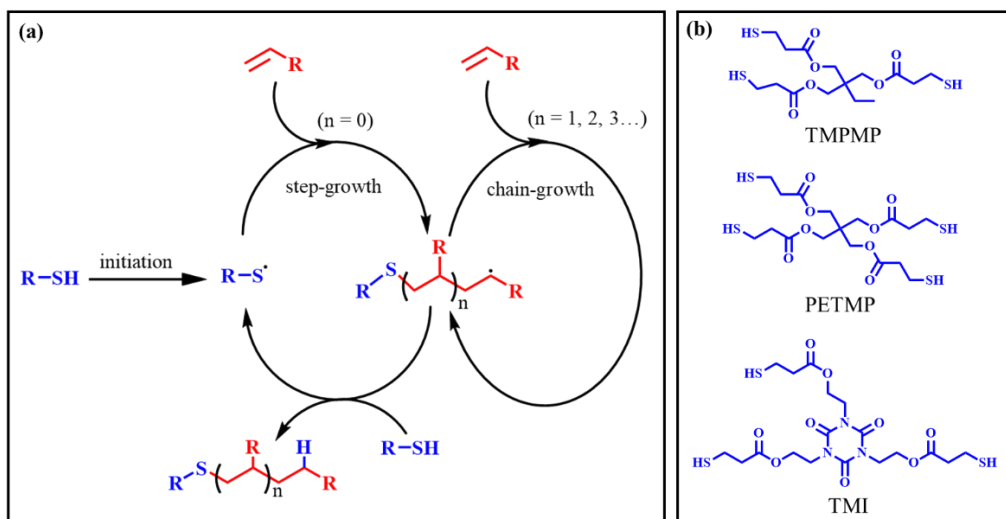 (a)
R
R
(n = 0)
(n = 1, 2, 3…)
step-growth
chain-growth
R–SH
initiation
R–S·
R
S
R
n
R
·
R
H
S
R
n
R
R–SH
(b)
HS
O
O
HS
O
O
O
O
SH
TMPMP
HS
O
O
HS
O
O
O
O
SH
O
O
SH
PETMP
HS
O
O
O
N
O
HS
O
O
N
N
O
O
SH
O
TMI